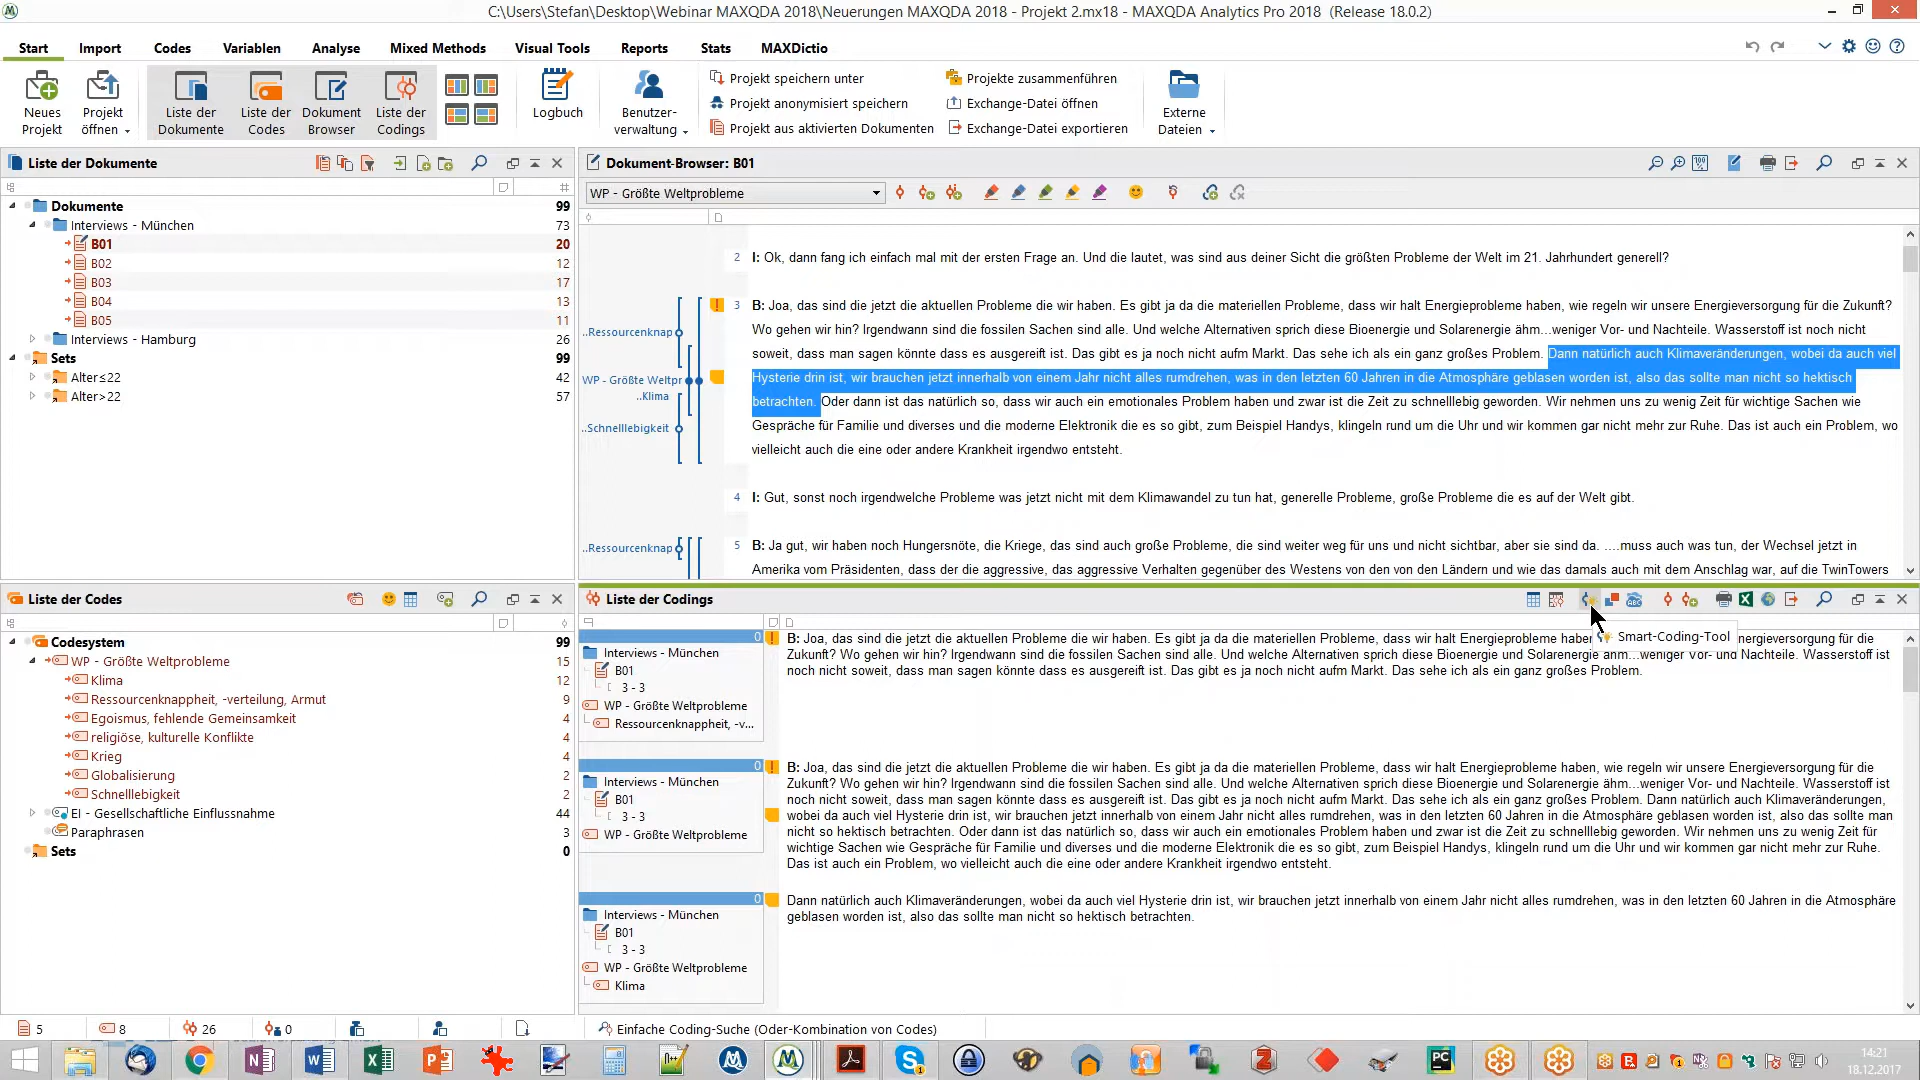 C:\Users\Stefan\Desktop\Webinar MAXQDA 2018\Neuerungen MAXQDA 2018 - Projekt 2.mx18 - MAXQDA Analytics Pro 2018 (Release 18.0.2)
Start Import Codes Variablen Analyse Mixed Methods Visual Tools Reports Stats MAXDictio
Neues Projekt
Projekt öffnen
Liste der Dokumente
Liste der Codes
Dokument Browser
Liste der Codings
Logbuch
Benutzer-verwaltung
Projekt speichern unter
Projekt anonymisiert speichern
Projekt aus aktivierten Dokumenten
Projekte zusammenführen
Exchange-Datei öffnen
Exchange-Datei exportieren
Externe Dateien
Liste der Dokumente
Dokumente 99
Interviews - München 73
B01 20
B02 12
B03 17
B04 13
B05 11
Interviews - Hamburg 26
Sets 99
Alter≤22 42
Alter>22 57
Dokument-Browser: B01
WP - Größte Weltprobleme
2 I: Ok, dann fang ich einfach mal mit der ersten Frage an. Und die lautet, was sind aus deiner Sicht die größten Probleme der Welt im 21. Jahrhundert generell?
3 B: Joa, das sind die jetzt die aktuellen Probleme die wir haben. Es gibt ja da die materiellen Probleme, dass wir halt Energieprobleme haben, wie regeln wir unsere Energieversorgung für die Zukunft?
Wo gehen wir hin? Irgendwann sind die fossilen Sachen sind alle. Und welche Alternativen sprich diese Bioenergie und Solarenergie ähm...weniger Vor- und Nachteile. Wasserstoff ist noch nicht
soweit, dass man sagen könnte dass es ausgereift ist. Das gibt es ja noch nicht aufm Markt. Das sehe ich als ein ganz großes Problem. Dann natürlich auch Klimaveränderungen, wobei da auch viel
Hysterie drin ist, wir brauchen jetzt innerhalb von einem Jahr nicht alles rumdrehen, was in den letzten 60 Jahren in die Atmosphäre geblasen worden ist, also das sollte man nicht so hektisch
betrachten. Oder dann ist das natürlich so, dass wir auch ein emotionales Problem haben und zwar ist die Zeit zu schnelllebig geworden. Wir nehmen uns zu wenig Zeit für wichtige Sachen wie
Gespräche für Familie und diverses und die moderne Elektronik die es so gibt, zum Beispiel Handys, klingeln rund um die Uhr und wir kommen gar nicht mehr zur Ruhe. Das ist auch ein Problem, wo
vielleicht auch die eine oder andere Krankheit irgendwo entsteht.
..Ressourcenknap
WP - Größte Weltpr
..Klima
..Schnelllebigkeit
4 I: Gut, sonst noch irgendwelche Probleme was jetzt nicht mit dem Klimawandel zu tun hat, generelle Probleme, große Probleme die es auf der Welt gibt.
..Ressourcenknap
5 B: Ja gut, wir haben noch Hungersnöte, die Kriege, das sind auch große Probleme, die sind weiter weg für uns und nicht sichtbar, aber sie sind da. ....muss auch was tun, der Wechsel jetzt in
Amerika vom Präsidenten, dass der die aggressive, das aggressive Verhalten gegenüber des Westens von den von den Ländern und wie das damals auch mit dem Anschlag war, auf die TwinTowers
Liste der Codes
Codesystem 99
WP - Größte Weltprobleme 15
Klima 12
Ressourcenknappheit, -verteilung, Armut 9
Egoismus, fehlende Gemeinsamkeit 4
religiöse, kulturelle Konflikte 4
Krieg 4
Globalisierung 2
Schnelllebigkeit 2
EI - Gesellschaftliche Einflussnahme 44
Paraphrasen 3
Sets 0
Liste der Codings
Smart-Coding-Tool
0
Interviews - München
B01
3 - 3
WP - Größte Weltprobleme
Ressourcenknappheit, -v...
B: Joa, das sind die jetzt die aktuellen Probleme die wir haben. Es gibt ja da die materiellen Probleme, dass wir halt Energieprobleme haber nergieversorgung für die
Zukunft? Wo gehen wir hin? Irgendwann sind die fossilen Sachen sind alle. Und welche Alternativen sprich diese Bioenergie und Solarenergie ähm...weniger Vor- und Nachteile. Wasserstoff ist
noch nicht soweit, dass man sagen könnte dass es ausgereift ist. Das gibt es ja noch nicht aufm Markt. Das sehe ich als ein ganz großes Problem.
0
Interviews - München
B01
3 - 3
WP - Größte Weltprobleme
B: Joa, das sind die jetzt die aktuellen Probleme die wir haben. Es gibt ja da die materiellen Probleme, dass wir halt Energieprobleme haben, wie regeln wir unsere Energieversorgung für die
Zukunft? Wo gehen wir hin? Irgendwann sind die fossilen Sachen sind alle. Und welche Alternativen sprich diese Bioenergie und Solarenergie ähm...weniger Vor- und Nachteile. Wasserstoff ist
noch nicht soweit, dass man sagen könnte dass es ausgereift ist. Das gibt es ja noch nicht aufm Markt. Das sehe ich als ein ganz großes Problem. Dann natürlich auch Klimaveränderungen,
wobei da auch viel Hysterie drin ist, wir brauchen jetzt innerhalb von einem Jahr nicht alles rumdrehen, was in den letzten 60 Jahren in die Atmosphäre geblasen worden ist, also das sollte man
nicht so hektisch betrachten. Oder dann ist das natürlich so, dass wir auch ein emotionales Problem haben und zwar ist die Zeit zu schnelllebig geworden. Wir nehmen uns zu wenig Zeit für
wichtige Sachen wie Gespräche für Familie und diverses und die moderne Elektronik die es so gibt, zum Beispiel Handys, klingeln rund um die Uhr und wir kommen gar nicht mehr zur Ruhe.
Das ist auch ein Problem, wo vielleicht auch die eine oder andere Krankheit irgendwo entsteht.
0
Interviews - München
B01
3 - 3
WP - Größte Weltprobleme
Klima
Dann natürlich auch Klimaveränderungen, wobei da auch viel Hysterie drin ist, wir brauchen jetzt innerhalb von einem Jahr nicht alles rumdrehen, was in den letzten 60 Jahren in die Atmosphäre
geblasen worden ist, also das sollte man nicht so hektisch betrachten.
5 8 26 0
Einfache Coding-Suche (Oder-Kombination von Codes)
14:21
18.12.2017